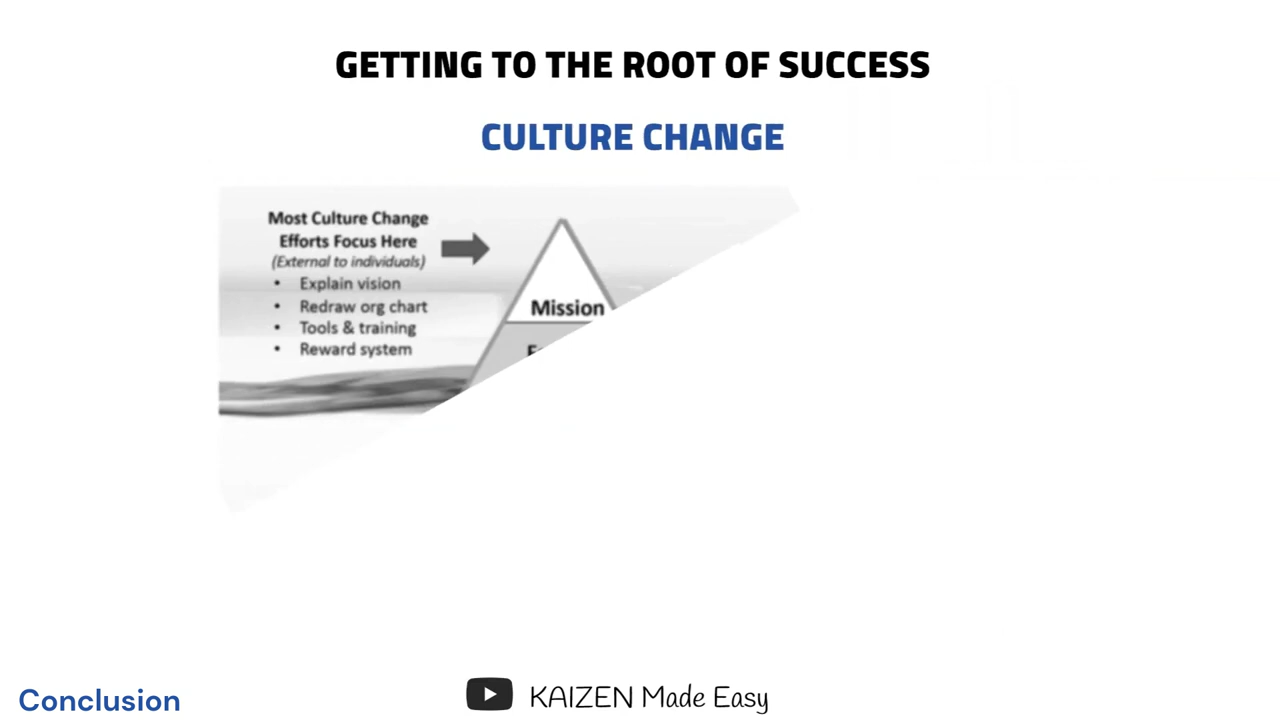 GETTING TO THE ROOT OF SUCCESS
CULTURE CHANGE
Most Culture Change
Efforts Focus Here
(External to individuals)
• Explain vision
• Redraw org chart
• Tools & training
• Reward system
Mission
Conclusion
KAIZEN Made Easy